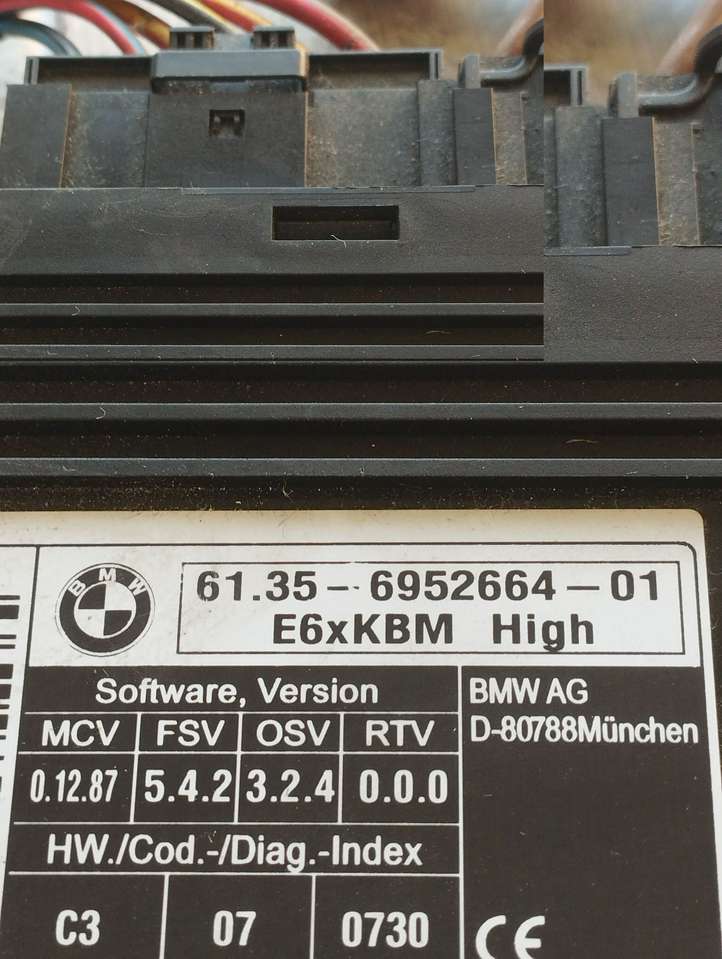 BMW
61.35-6952664-01
E6xKBM High
Software, Version
MCV FSV OSV RTV
0.12.87 5.4.2 3.2.4 0.0.0
HW./Cod.-/Diag.-Index
C3 07 0730
BMW AG
D-80788München
CE